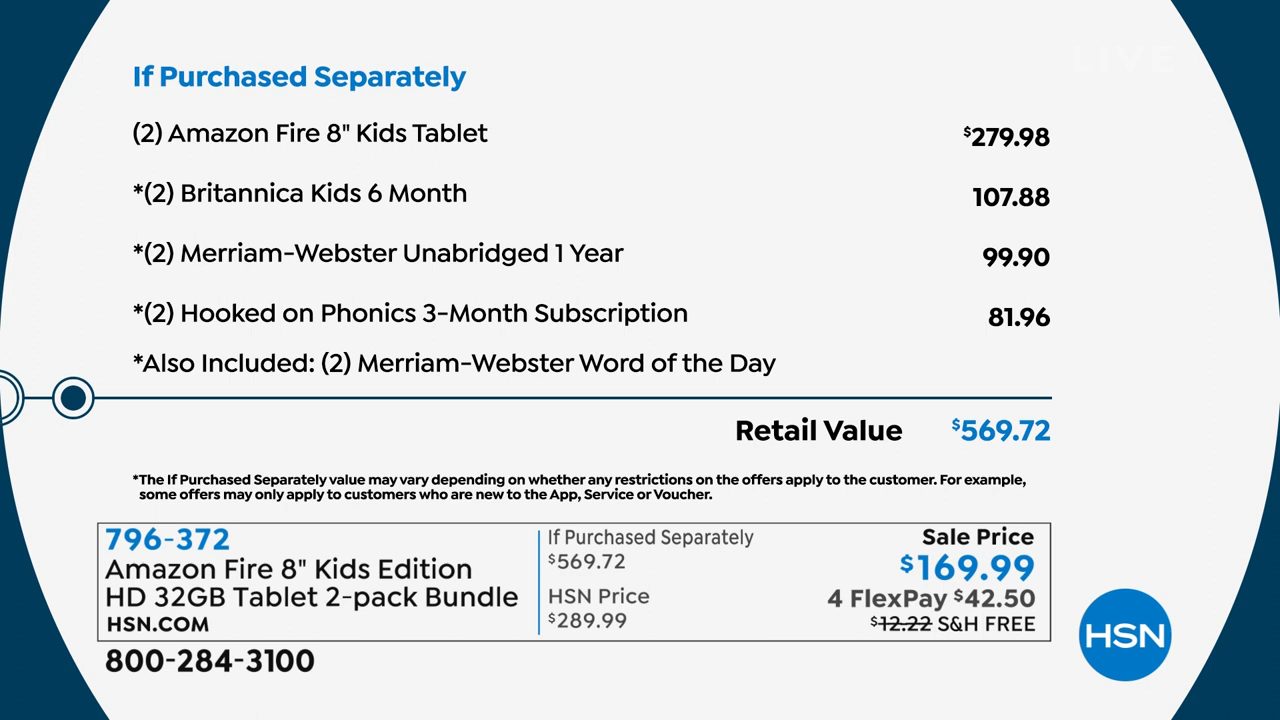 LIVE
If Purchased Separately
(2) Amazon Fire 8" Kids Tablet $279.98
*(2) Britannica Kids 6 Month 107.88
*(2) Merriam-Webster Unabridged 1 Year 99.90
*(2) Hooked on Phonics 3-Month Subscription 81.96
*Also Included: (2) Merriam-Webster Word of the Day
Retail Value $569.72
*The If Purchased Separately value may vary depending on whether any restrictions on the offers apply to the customer. For example,
some offers may only apply to customers who are new to the App, Service or Voucher.
796-372
Amazon Fire 8" Kids Edition
HD 32GB Tablet 2-pack Bundle
HSN.COM
If Purchased Separately
$569.72
HSN Price
$289.99
Sale Price
$169.99
4 FlexPay $42.50
$12.22 S&H FREE
800-284-3100
HSN